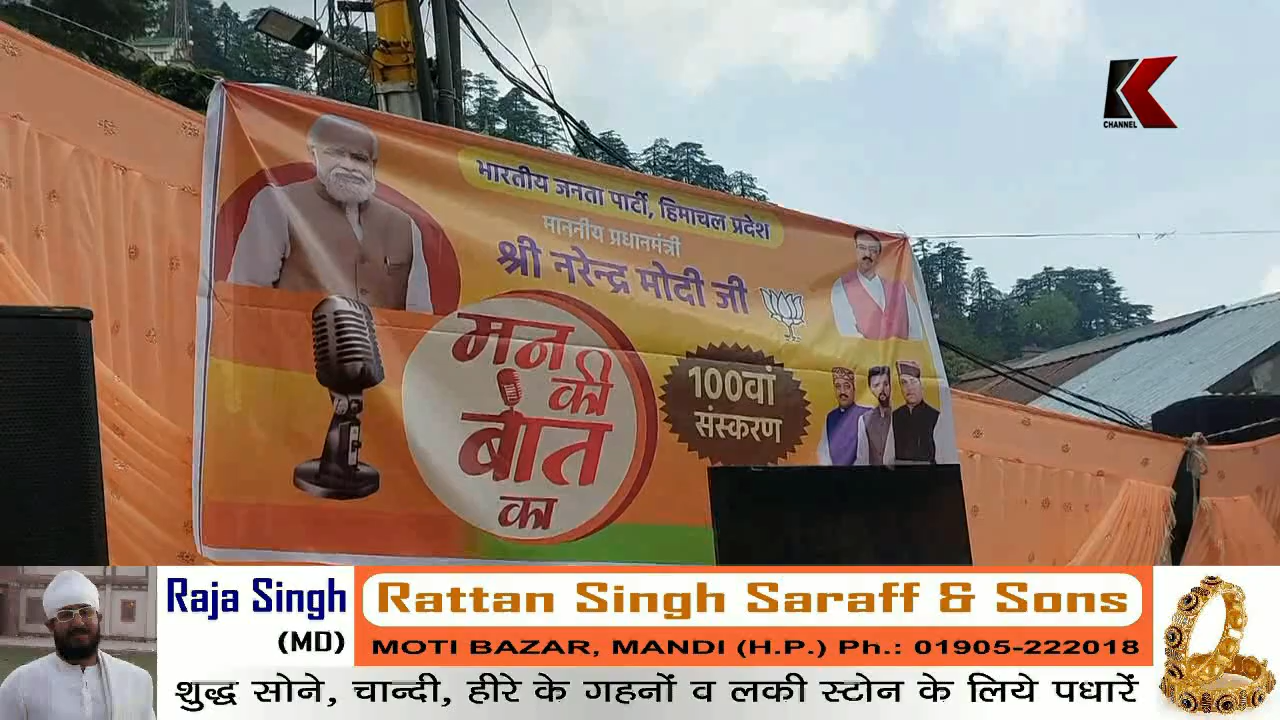 K
CHANNEL
भारतीय जनता पार्टी, हिमाचल प्रदेश
माननीय प्रधानमंत्री
श्री नरेन्द्र मोदी जी
मन
की
बात
का
100वां
संस्करण
Raja Singh
(MD)
Rattan Singh Saraff & Sons
MOTI BAZAR, MANDI (H.P.) Ph.: 01905-222018
शुद्ध सोने, चान्दी, हीरे के गहनों व लकी स्टोन के लिये पधारें